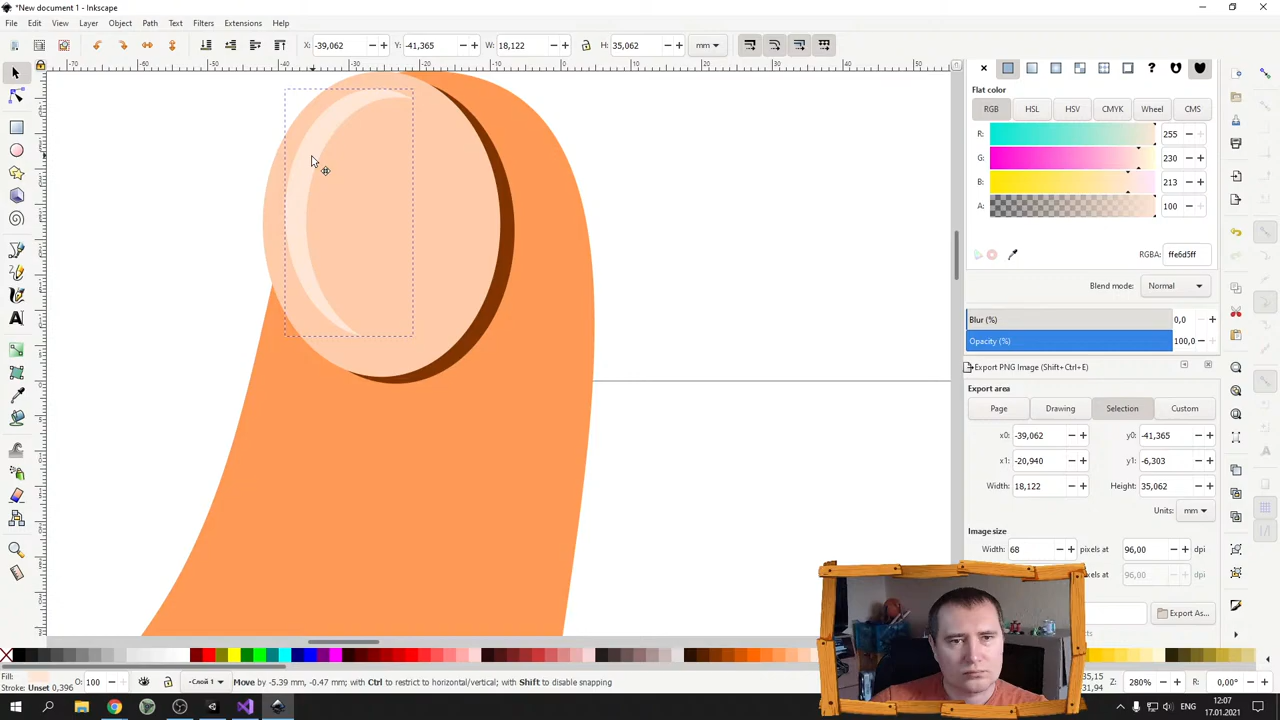 *New document 1 - Inkscape
File Edit View Layer Object Path Text Filters Extensions Help
X: -39,062 Y: -41,365 W: 18,122 H: 35,062 mm
Flat color
RGB HSL HSV CMYK Wheel CMS
R: 255
G: 230
B: 213
A: 100
RGBA: ffe6d5ff
Blend mode: Normal
Blur (%) 0,0
Opacity (%) 100,0
Export PNG Image (Shift+Ctrl+E)
Export area
Page Drawing Selection Custom
x0: -39,062 y0: -41,365
x1: -20,940 y1: -6,303
Width: 18,122 Height: 35,062
Units: mm
Image size
Width: 68 pixels at 96,00 dpi
pixels at 96,00 dpi
Export As...
Fill:
Stroke: Unset 0,396
O: 100
-Слой 1
Move by -5.39 mm, -0.47 mm; with Ctrl to restrict to horizontal/vertical; with Shift to disable snapping
35,15
31,94
Z: 280% R: 0,00°
ENG 12:07
17.01.2021